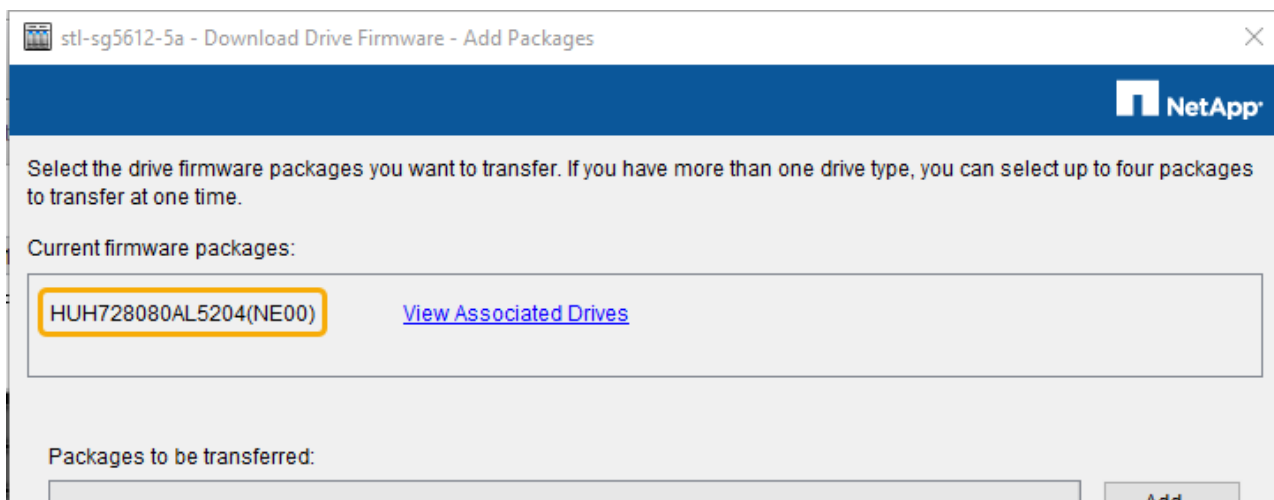 stl-sg5612-5a - Download Drive Firmware - Add Packages
NetApp
Select the drive firmware packages you want to transfer. If you have more than one drive type, you can select up to four packages
to transfer at one time.
Current firmware packages:
HUH728080AL5204(NE00) View Associated Drives
Packages to be transferred:
Add...